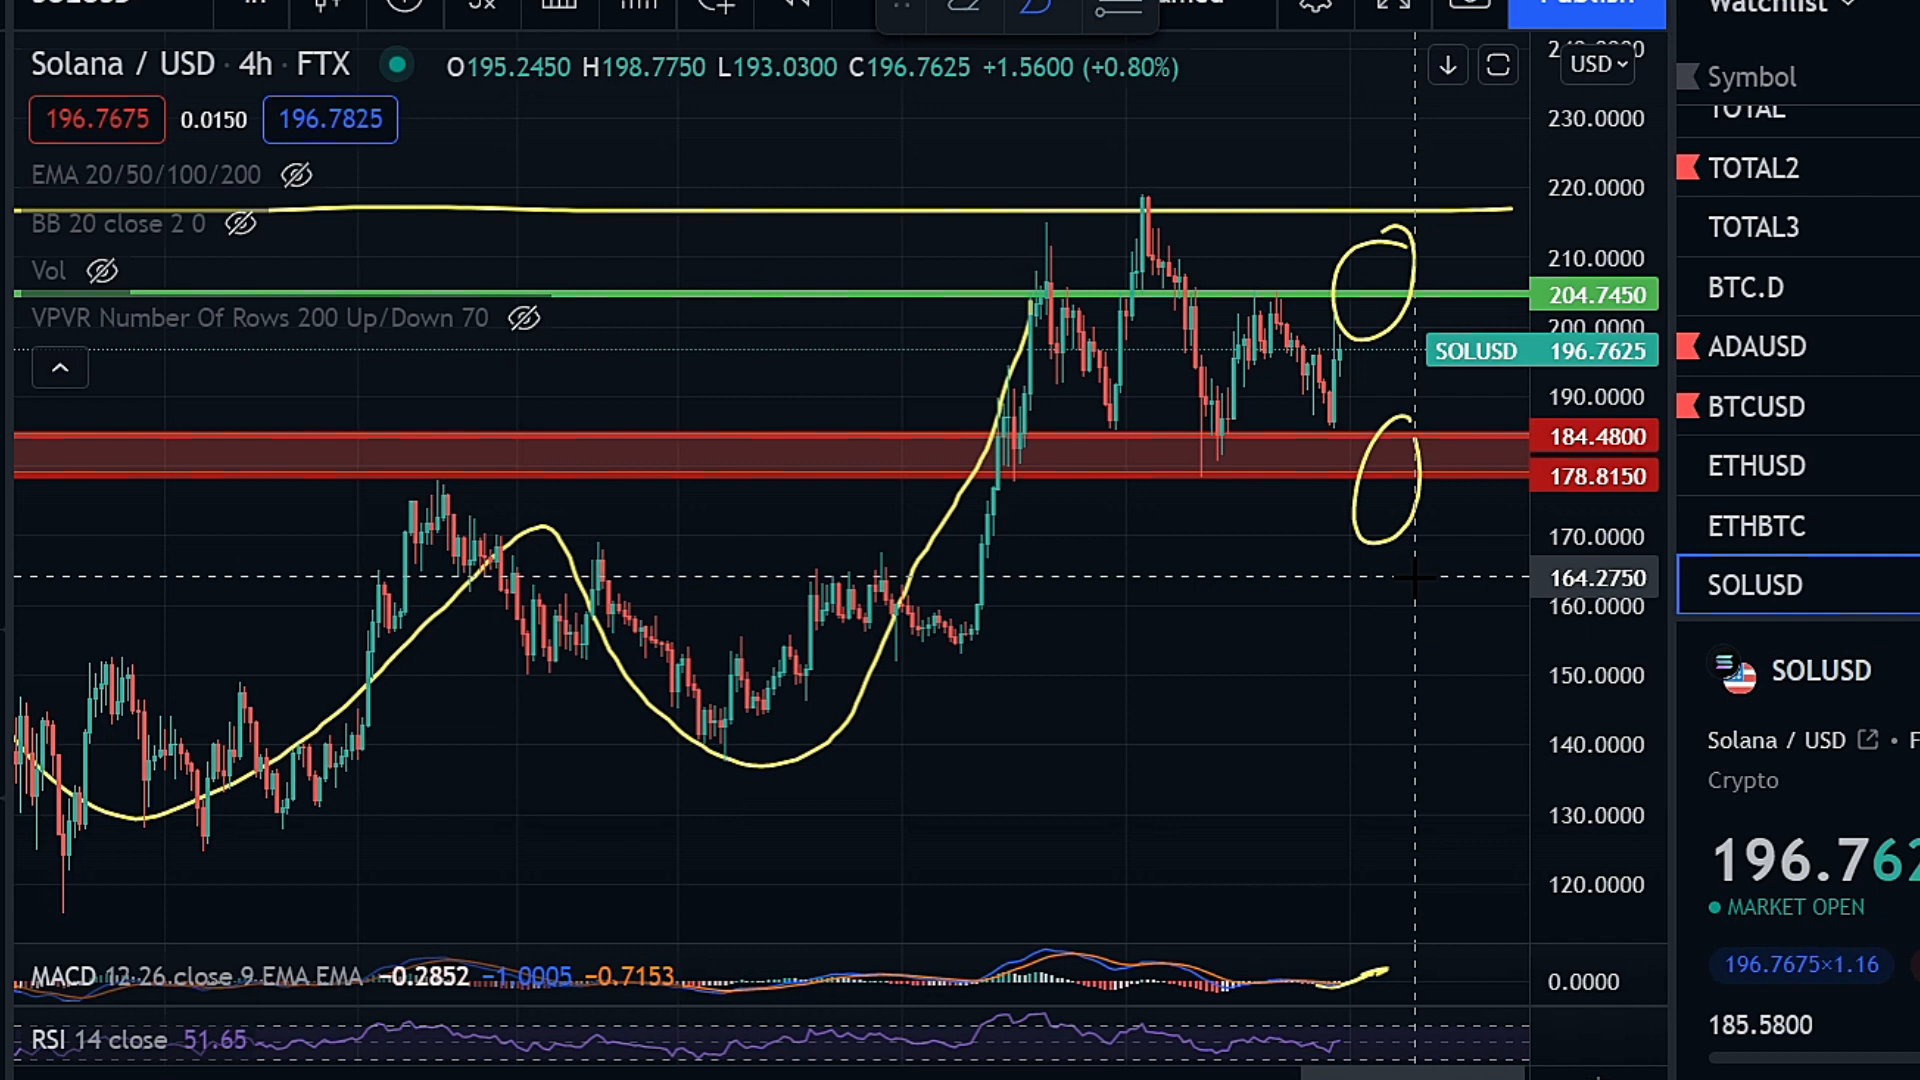 Watchlist
Solana / USD · 4h · FTX
O195.2450 H198.7750 L193.0300 C196.7625 +1.5600 (+0.80%)
USD
Symbol
196.7675 0.0150 196.7825
TOTAL
230.0000
EMA 20/50/100/200
TOTAL2
220.0000
BB 20 close 2 0
TOTAL3
210.0000
Vol
BTC.D
204.7450
VPVR Number Of Rows 200 Up/Down 70
200.0000
SOLUSD 196.7625
ADAUSD
190.0000
BTCUSD
184.4800
ETHUSD
178.8150
170.0000
ETHBTC
164.2750
SOLUSD
160.0000
150.0000
SOLUSD
140.0000
Solana / USD
Crypto
130.0000
120.0000
196.762
MARKET OPEN
MACD 12 26 close 9 EMA EMA −0.2852 −1.0005 −0.7153
0.0000
196.7675×1.16
RSI 14 close 51.65
185.5800